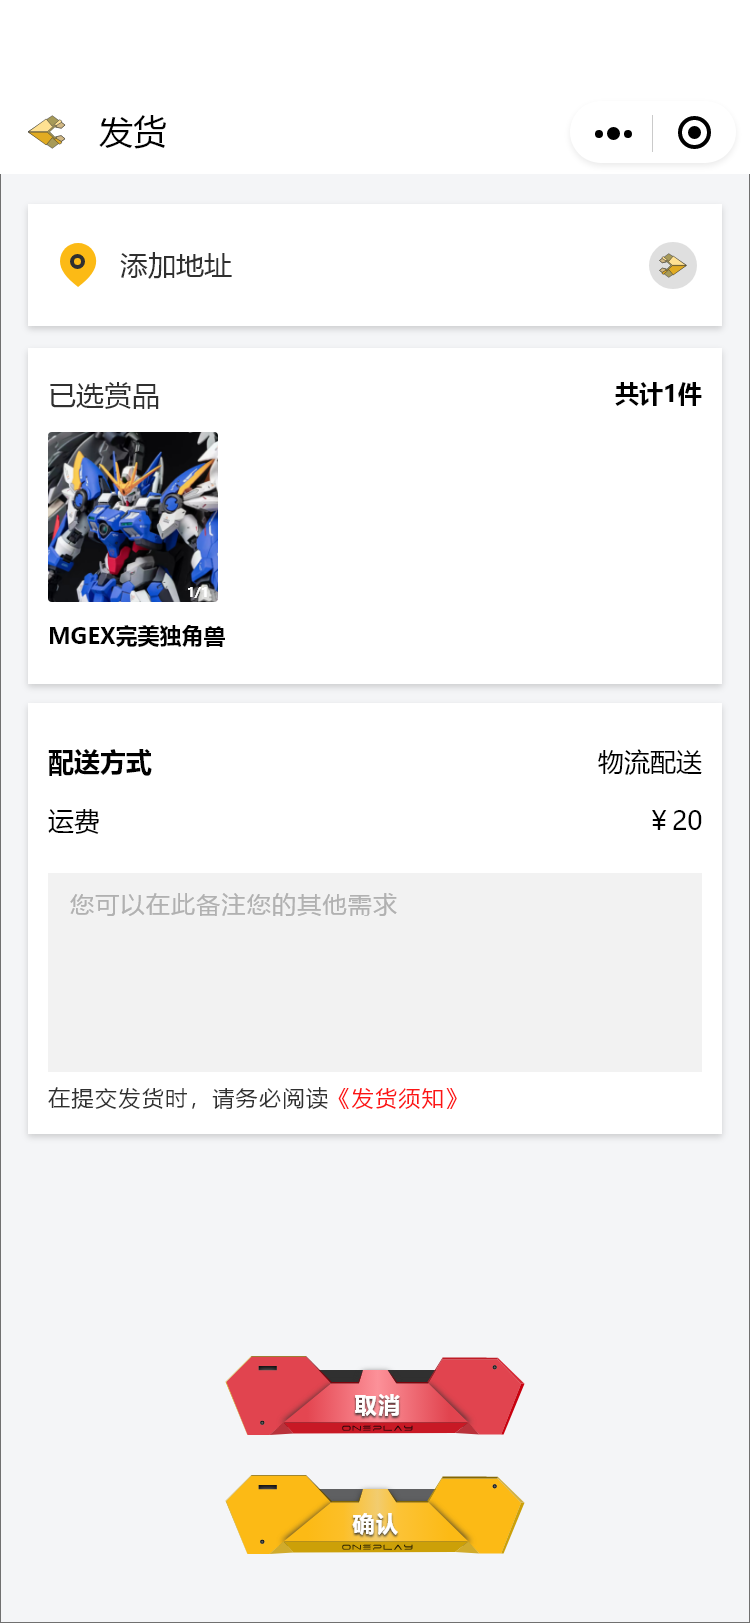 发货
添加地址
已选赏品
共计1件
1/1
MGEX完美独角兽
配送方式
物流配送
运费
¥20
您可以在此备注您的其他需求
在提交发货时，请务必阅读《发货须知》
取消
ONEPLAY
确认
ONEPLAY